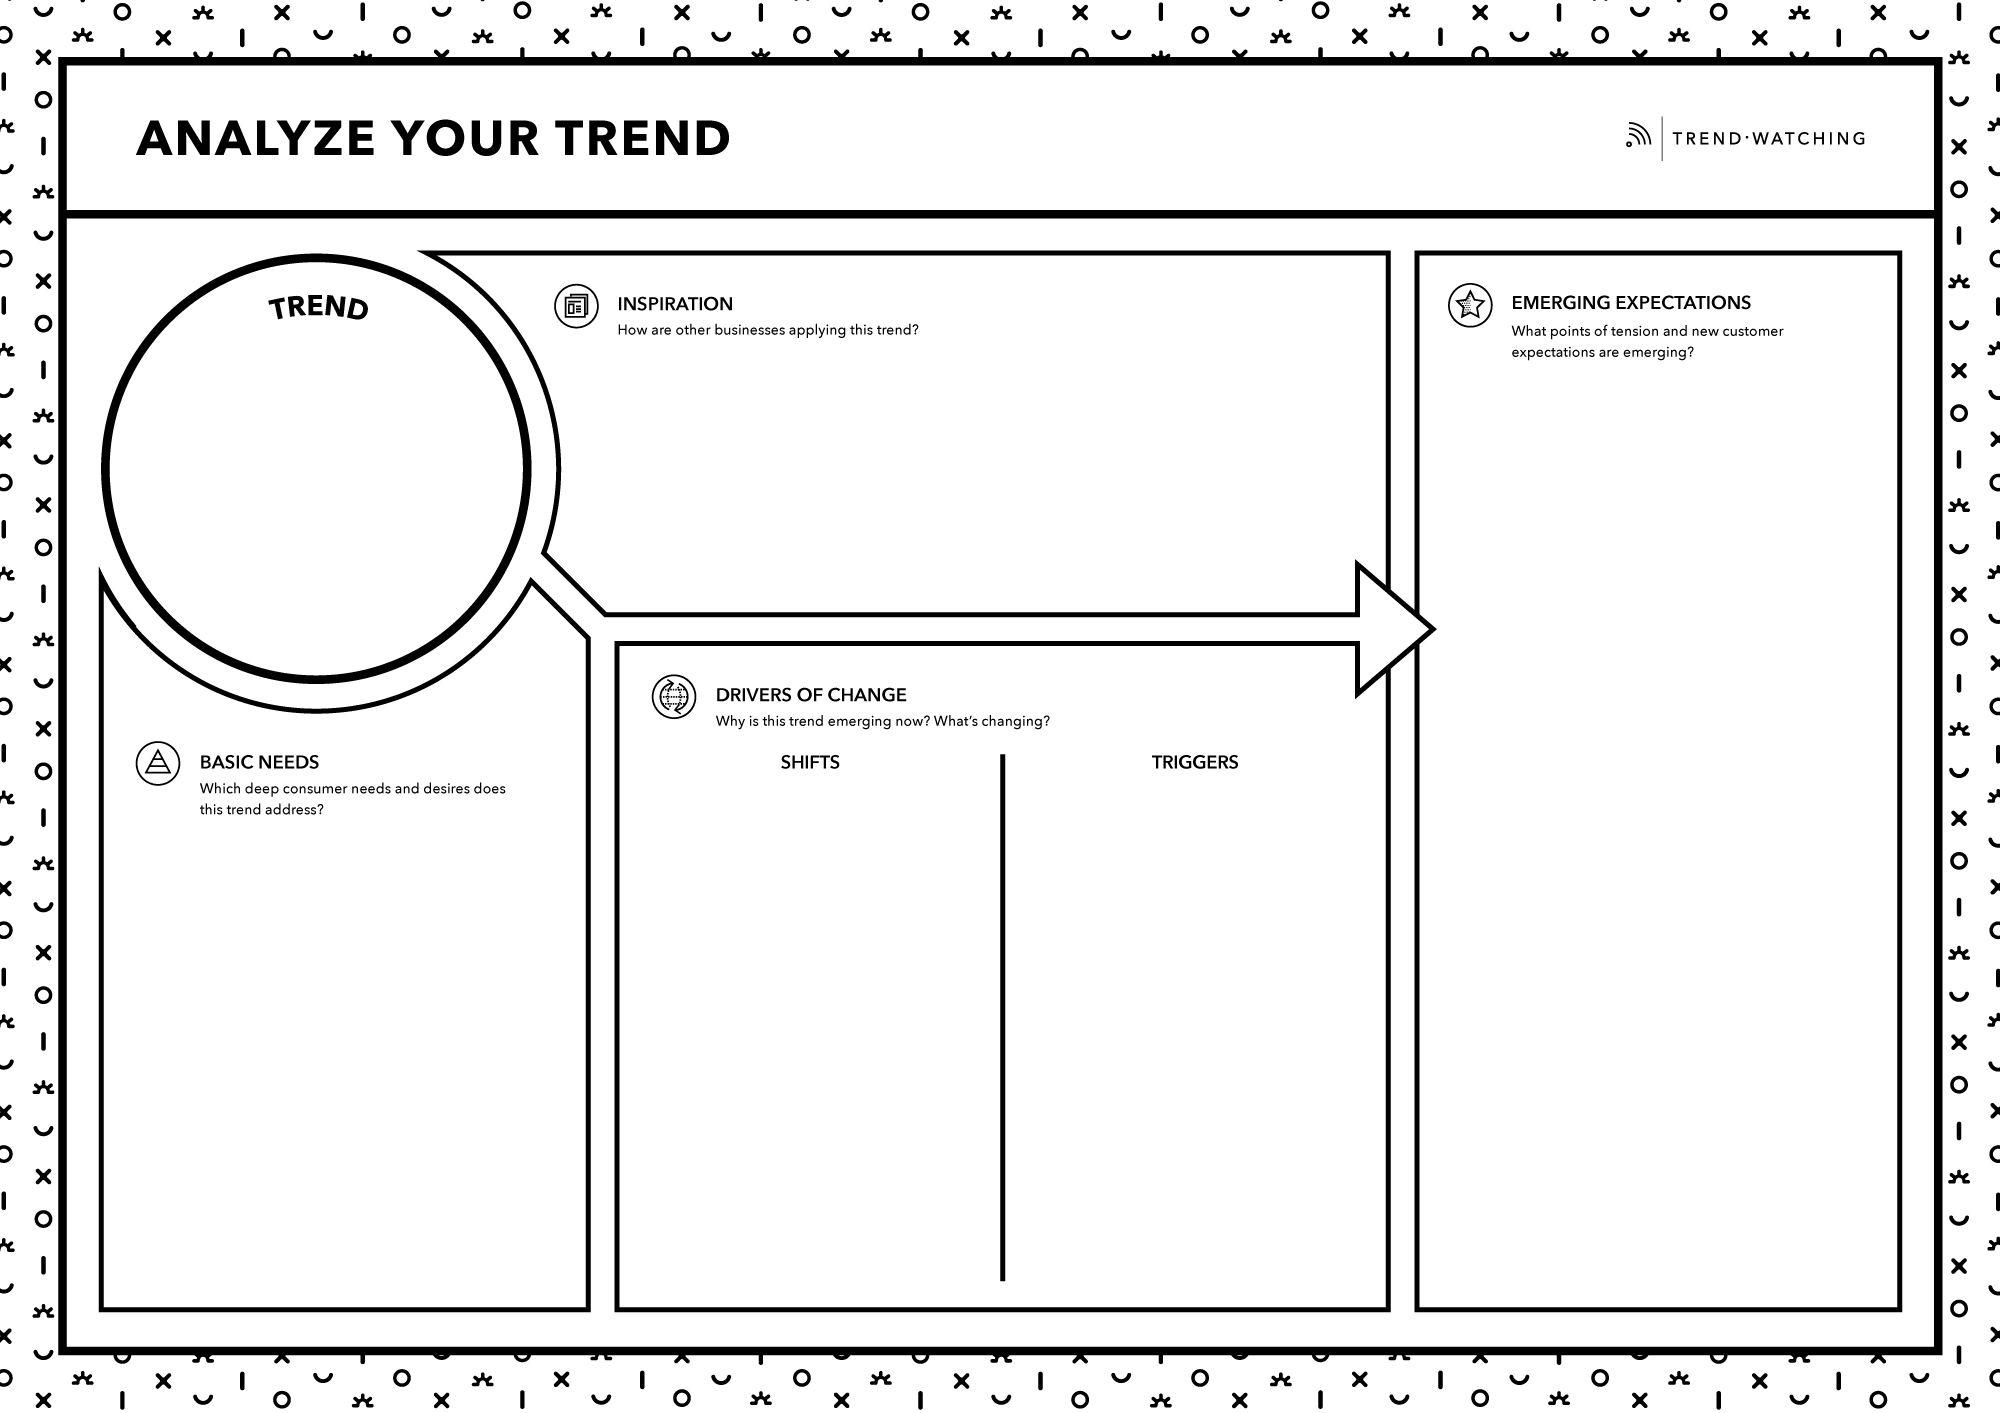 ANALYZE YOUR TREND
TREND·WATCHING
TREND
INSPIRATION
How are other businesses applying this trend?
EMERGING EXPECTATIONS
What points of tension and new customer
expectations are emerging?
BASIC NEEDS
Which deep consumer needs and desires does
this trend address?
DRIVERS OF CHANGE
Why is this trend emerging now? What's changing?
SHIFTS
TRIGGERS